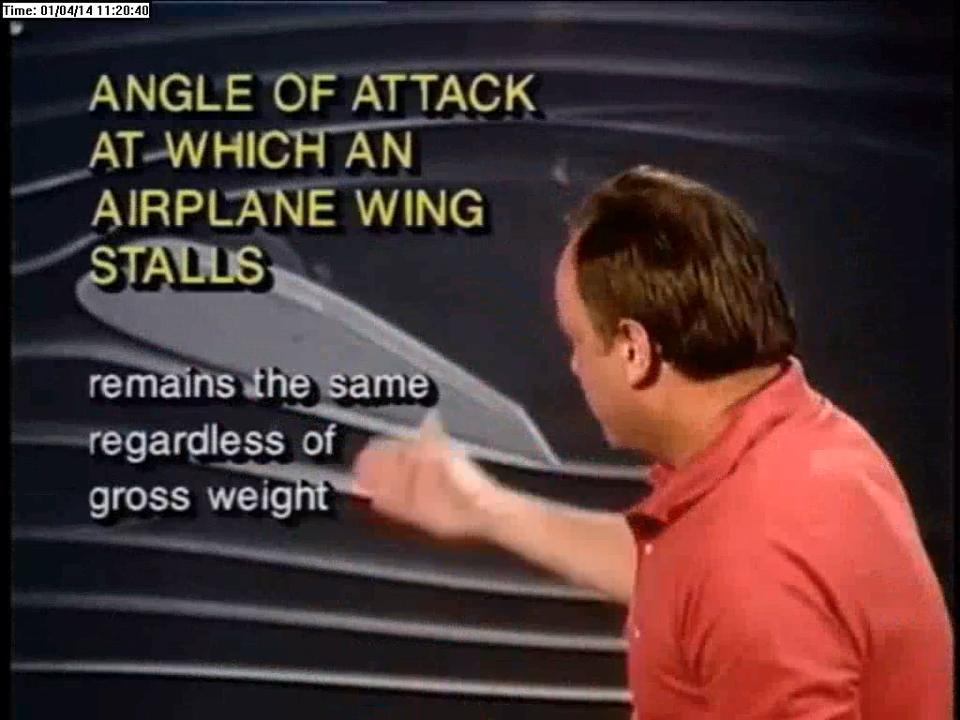 Time: 01/04/14 11:20:40
ANGLE OF ATTACK
AT WHICH AN
AIRPLANE WING
STALLS
remains the same
regardless of
gross weight